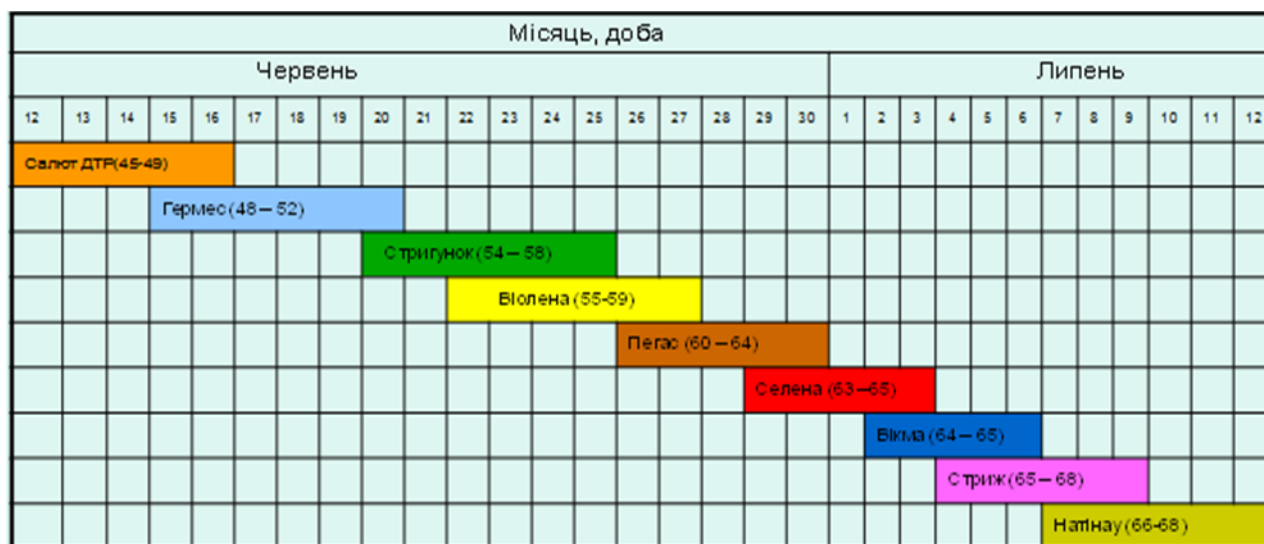 Місяць, доба
Червень Липень
12 13 14 15 16 17 18 19 20 21 22 23 24 25 26 27 28 29 30 1 2 3 4 5 6 7 8 9 10 11 12
Салют ДТР(45-49)
Гермес (48 – 52)
Стригунок (54 – 58)
Віолена (55-59)
Пегас (60 – 64)
Селена (63 – 65)
Вікма (64 – 65)
Стриж (65 – 68)
Натінау (66-68)